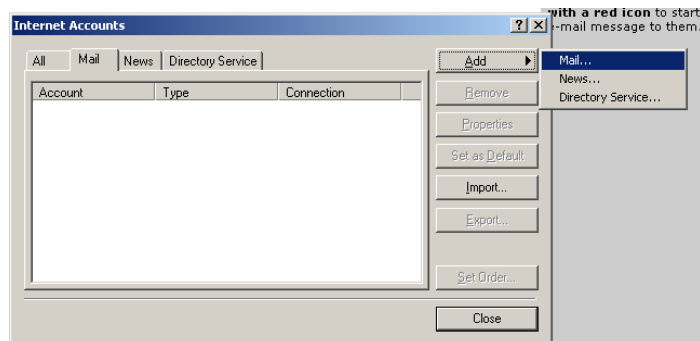 with a red icon to start
e-mail message to them.
Internet Accounts
All Mail News Directory Service
Account Type Connection
Add
Remove
Properties
Set as Default
Import...
Export...
Set Order...
Close
Mail...
News...
Directory Service...